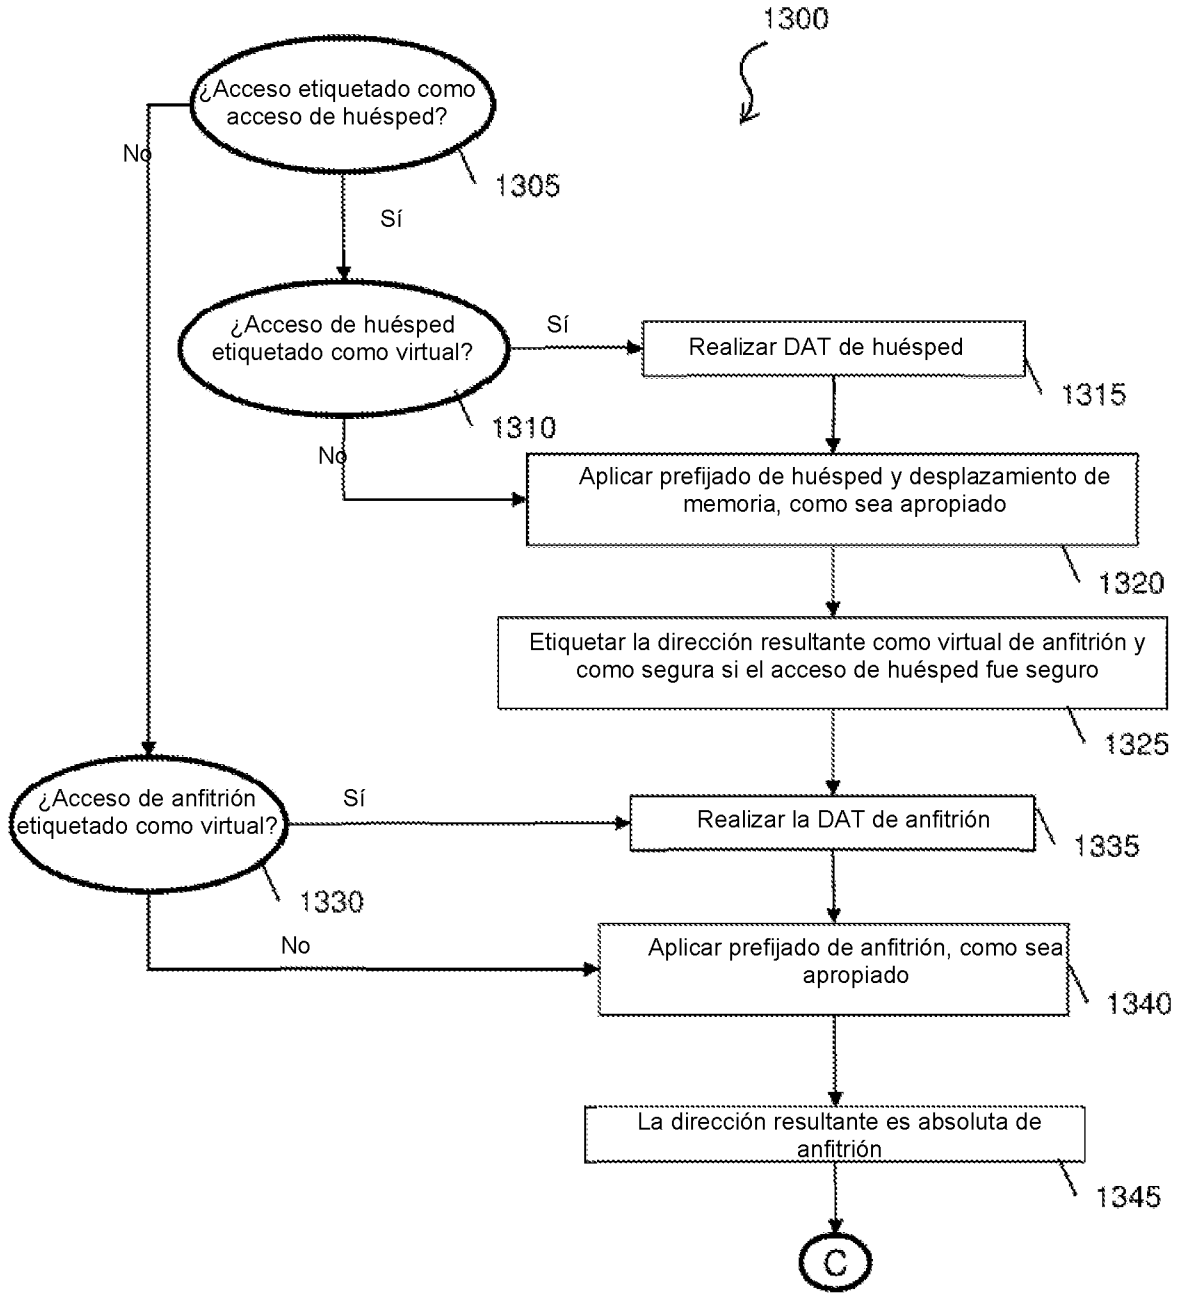 1300
¿Acceso etiquetado como
acceso de huésped?
No
1305
Sí
¿Acceso de huésped
etiquetado como virtual?
Sí
Realizar DAT de huésped
1315
1310
No
Aplicar prefijado de huésped y desplazamiento de
memoria, como sea apropiado
1320
Etiquetar la dirección resultante como virtual de anfitrión y
como segura si el acceso de huésped fue seguro
1325
¿Acceso de anfitrión
etiquetado como virtual?
Sí
Realizar la DAT de anfitrión
1335
1330
No
Aplicar prefijado de anfitrión, como sea
apropiado
1340
La dirección resultante es absoluta de
anfitrión
1345
C